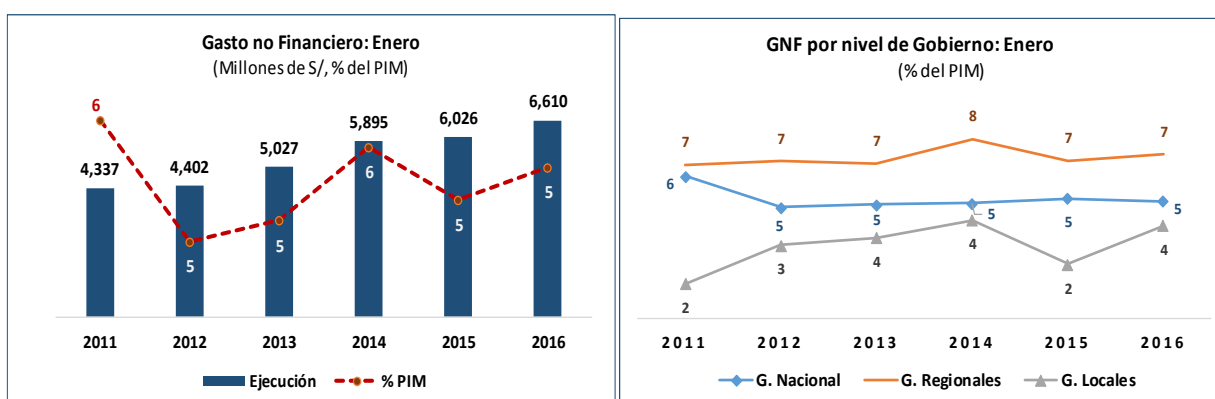 Gasto no Financiero: Enero
(Millones de S/, % del PIM)
6
4,337
4,402
5,027
5,895
6,026
6,610
5
5
6
5
5
2011 2012 2013 2014 2015 2016
Ejecución % PIM
GNF por nivel de Gobierno: Enero
(% del PIM)
7 7 7 8 7 7
6 5 5 5 5 5
2 3 4 4 2 4
2011 2012 2013 2014 2015 2016
G. Nacional G. Regionales G. Locales